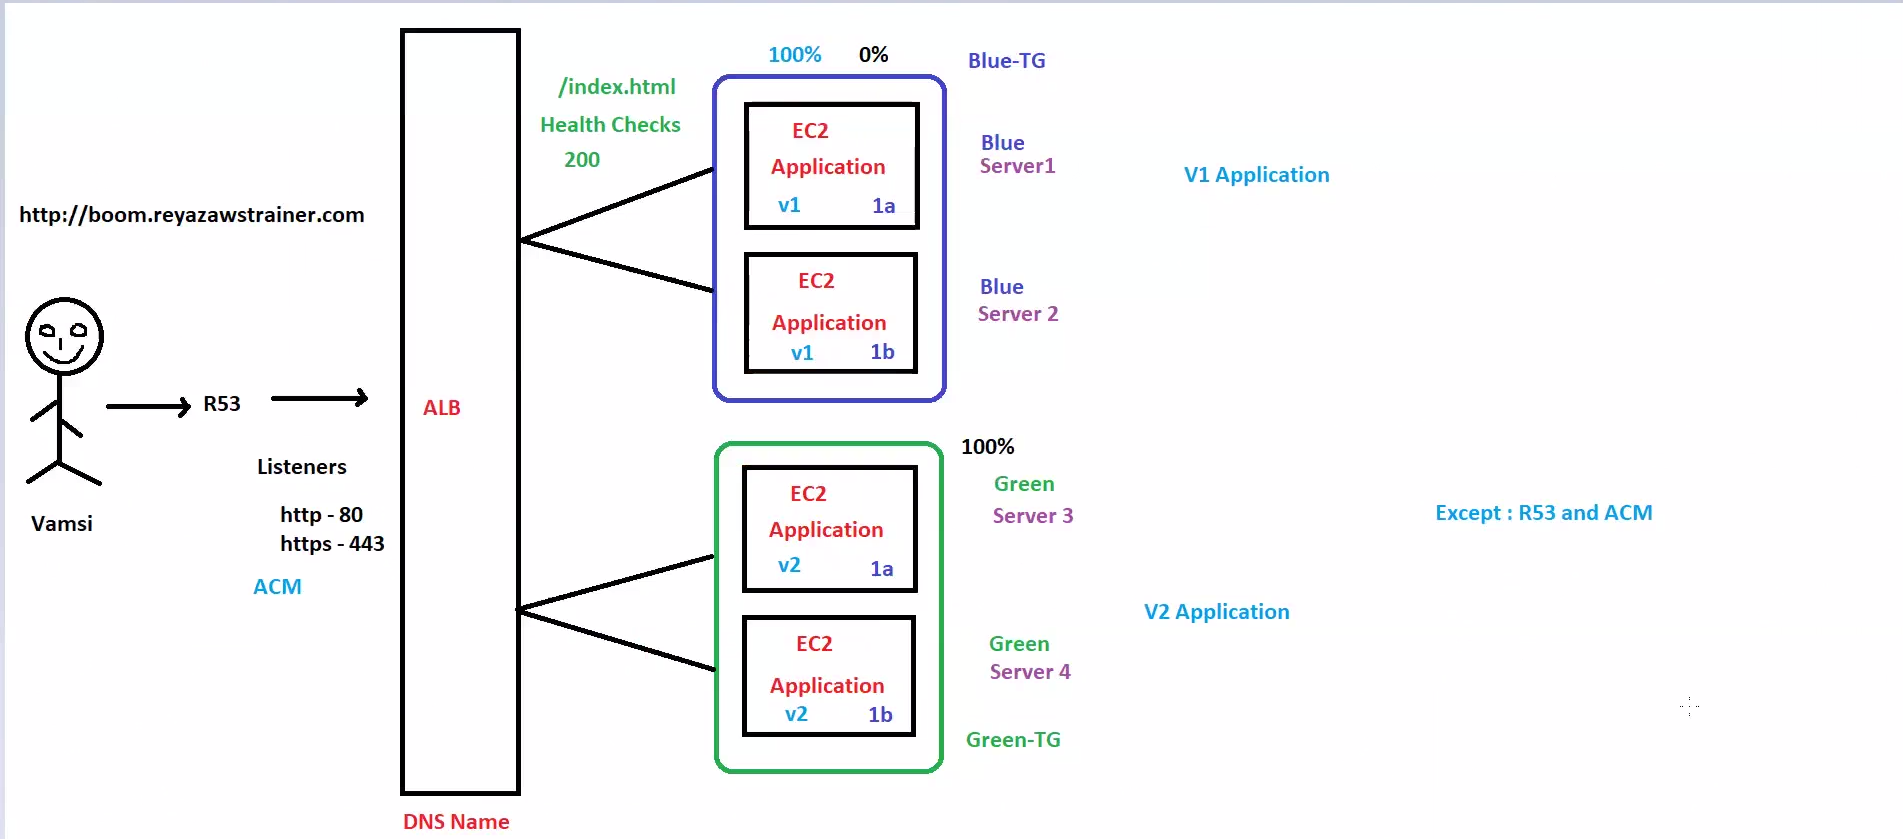 http://boom.reyazawstrainer.com
Vamsi
R53
Listeners
http - 80
https - 443
ACM
ALB
DNS Name
/index.html
Health Checks
200
100% 0%
Blue-TG
EC2
Application
v1 1a
Blue
Server1
V1 Application
EC2
Application
v1 1b
Blue
Server 2
100%
EC2
Application
v2 1a
Green
Server 3
Except : R53 and ACM
V2 Application
EC2
Application
v2 1b
Green
Server 4
Green-TG